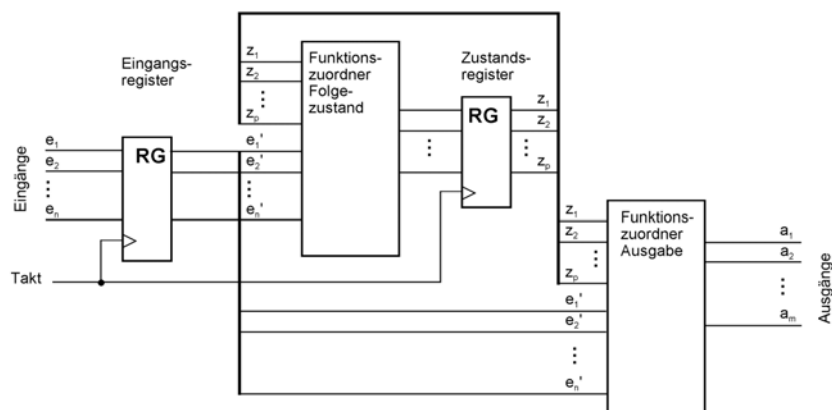 Eingangs-
register
z₁
z₂
zₚ
Funktions-
zuordner
Folge-
zustand
Zustands-
register
RG
z₁
z₂
zₚ
Eingänge
e₁
e₂
eₙ
RG
e₁'
e₂'
eₙ'
Takt
z₁
z₂
zₚ
e₁'
e₂'
eₙ'
Funktions-
zuordner
Ausgabe
a₁
a₂
aₘ
Ausgänge